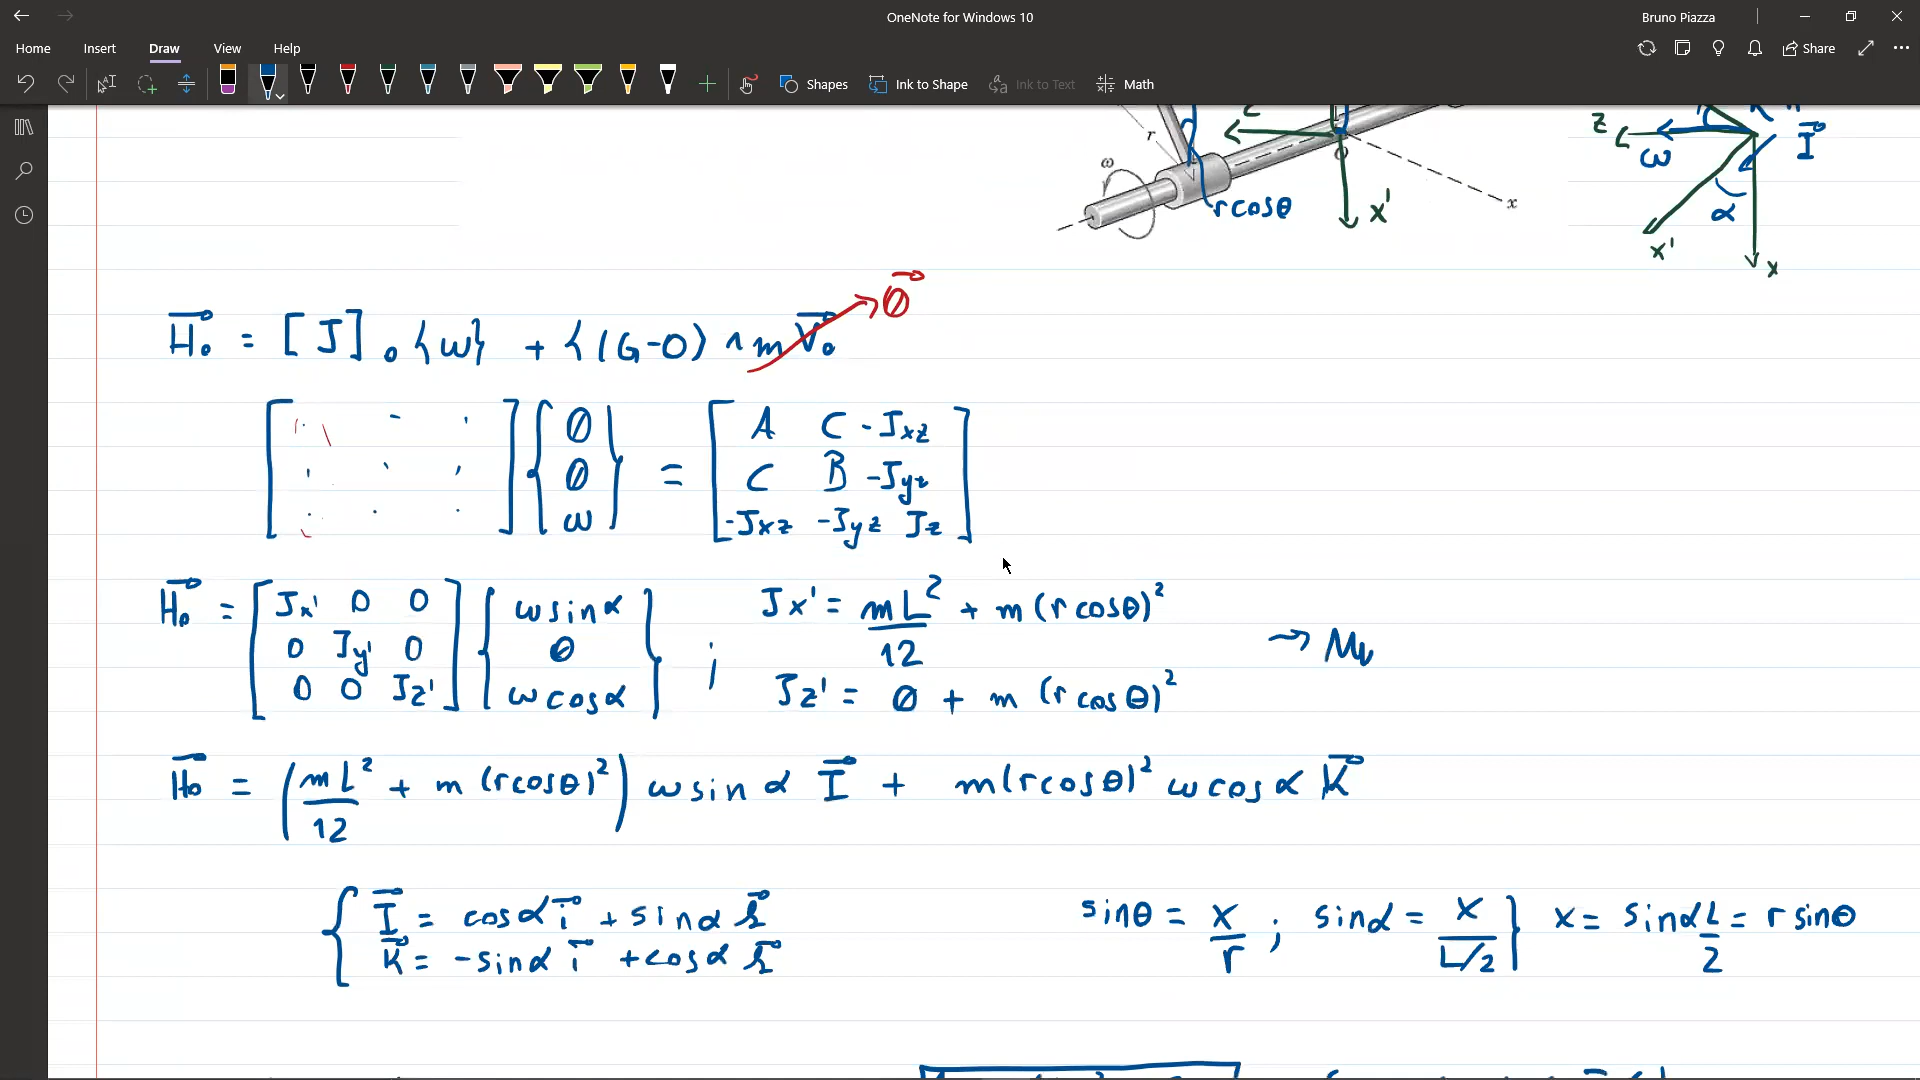 OneNote for Windows 10
Bruno Piazza
Home Insert Draw View Help
Share
Shapes Ink to Shape Ink to Text Math
r
ω
rcosθ
O
x'
x
z
ω
I⃗
α
x'
x
H⃗o = [J]o {ω} + {(G-O) ∧ m V⃗o → 0⃗
[ ] {0 0 ω} = [A C -Jxz
C B -Jyz
-Jxz -Jyz Jz]
H⃗o = [Jx' 0 0 {ωsinα ; Jx' = mL²/12 + m(rcosθ)²
0 Jy' 0 0 → Mv
0 0 Jz'] ωcosα} Jz' = 0 + m(rcosθ)²
H⃗o = (mL²/12 + m(rcosθ)²) ωsinα I⃗ + m(rcosθ)² ωcosα K⃗
{ I⃗ = cosα i⃗ + sinα k⃗
K⃗ = -sinα i⃗ + cosα k⃗
sinθ = x/r ; sinα = x/(L/2) } x = sinα L/2 = r sinθ